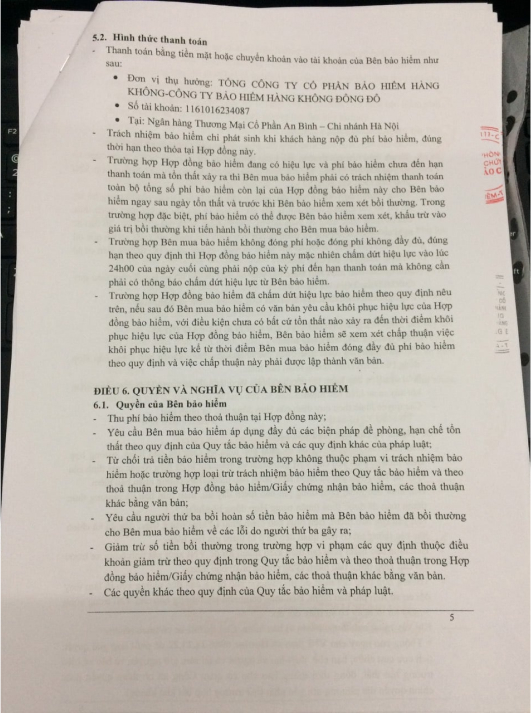 5.2. Hình thức thanh toán
- Thanh toán bằng tiền mặt hoặc chuyển khoản vào tài khoản của Bên bảo hiểm như
sau:
• Đơn vị thụ hưởng: TỔNG CÔNG TY CỔ PHẦN BẢO HIỂM HÀNG
KHÔNG-CÔNG TY BẢO HIỂM HÀNG KHÔNG ĐÔNG ĐÔ
• Số tài khoản: 1161016234087
• Tại: Ngân hàng Thương Mại Cổ Phần An Bình – Chi nhánh Hà Nội
- Trách nhiệm bảo hiểm chỉ phát sinh khi khách hàng nộp đủ phí bảo hiểm, đúng
thời hạn theo thỏa tại Hợp đồng này.
- Trường hợp Hợp đồng bảo hiểm đang có hiệu lực và phí bảo hiểm chưa đến hạn
thanh toán mà tổn thất xảy ra thì Bên mua bảo hiểm phải có trách nhiệm thanh toán
toàn bộ tổng số phí bảo hiểm còn lại của Hợp đồng bảo hiểm này cho Bên bảo
hiểm ngay sau ngày tổn thất và trước khi Bên bảo hiểm xem xét bồi thường. Trong
trường hợp đặc biệt, phí bảo hiểm có thể được Bên bảo hiểm xem xét, khấu trừ vào
giá trị bồi thường khi tiến hành bồi thường cho Bên mua bảo hiểm.
- Trường hợp Bên mua bảo hiểm không đóng phí hoặc đóng phí không đầy đủ, đúng
hạn theo quy định thì Hợp đồng bảo hiểm này mặc nhiên chấm dứt hiệu lực vào lúc
24h00 của ngày cuối cùng phải nộp của kỳ phí đến hạn thanh toán mà không cần
phải có thông báo chấm dứt hiệu lực từ Bên bảo hiểm.
- Trường hợp Hợp đồng bảo hiểm đã chấm dứt hiệu lực bảo hiểm theo quy định nêu
trên, nếu sau đó Bên mua bảo hiểm có văn bản yêu cầu khôi phục hiệu lực của Hợp
đồng bảo hiểm, với điều kiện chưa có bất cứ tổn thất nào xảy ra đến thời điểm khôi
phục hiệu lực của Hợp đồng bảo hiểm, Bên bảo hiểm sẽ xem xét chấp thuận việc
khôi phục hiệu lực kể từ thời điểm Bên mua bảo hiểm đóng đầy đủ phí bảo hiểm
theo quy định và việc chấp thuận này phải được lập thành văn bản.
ĐIỀU 6. QUYỀN VÀ NGHĨA VỤ CỦA BÊN BẢO HIỂM
6.1. Quyền của Bên bảo hiểm
- Thu phí bảo hiểm theo thoả thuận tại Hợp đồng này;
- Yêu cầu Bên mua bảo hiểm áp dụng đầy đủ các biện pháp đề phòng, hạn chế tổn
thất theo quy định của Quy tắc bảo hiểm và các quy định khác của pháp luật;
- Từ chối trả tiền bảo hiểm trong trường hợp không thuộc phạm vi trách nhiệm bảo
hiểm hoặc trường hợp loại trừ trách nhiệm bảo hiểm theo Quy tắc bảo hiểm và theo
thoả thuận trong Hợp đồng bảo hiểm/Giấy chứng nhận bảo hiểm, các thoả thuận
khác bằng văn bản;
- Yêu cầu người thứ ba bồi hoàn số tiền bảo hiểm mà Bên bảo hiểm đã bồi thường
cho Bên mua bảo hiểm về các lỗi do người thứ ba gây ra;
- Giảm trừ số tiền bồi thường trong trường hợp vi phạm các quy định thuộc điều
khoản giảm trừ theo quy định trong Quy tắc bảo hiểm và theo thoả thuận trong Hợp
đồng bảo hiểm/Giấy chứng nhận bảo hiểm, các thoả thuận khác bằng văn bản.
- Các quyền khác theo quy định của Quy tắc bảo hiểm và pháp luật.
5
F2